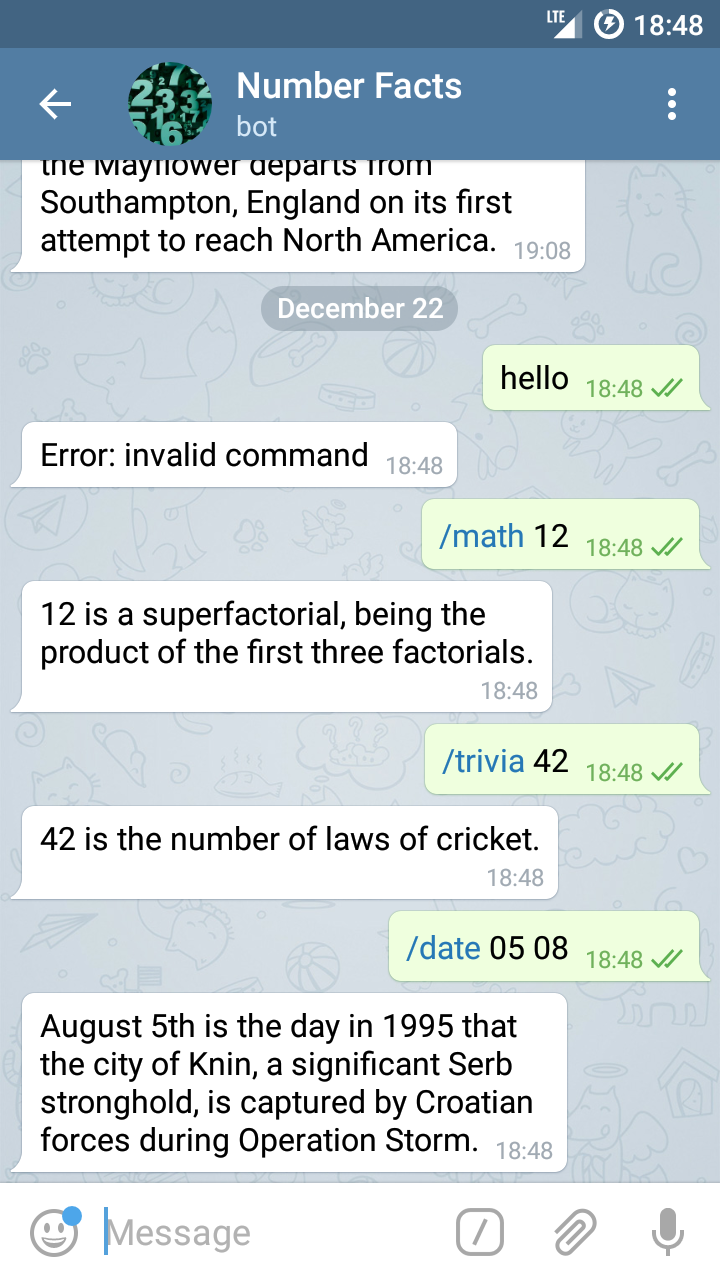 LTE 18:48
Number Facts
bot
the Mayflower departs from
Southampton, England on its first
attempt to reach North America. 19:08
December 22
hello 18:48
Error: invalid command 18:48
/math 12 18:48
12 is a superfactorial, being the
product of the first three factorials.
18:48
/trivia 42 18:48
42 is the number of laws of cricket.
18:48
/date 05 08 18:48
August 5th is the day in 1995 that
the city of Knin, a significant Serb
stronghold, is captured by Croatian
forces during Operation Storm. 18:48
Message